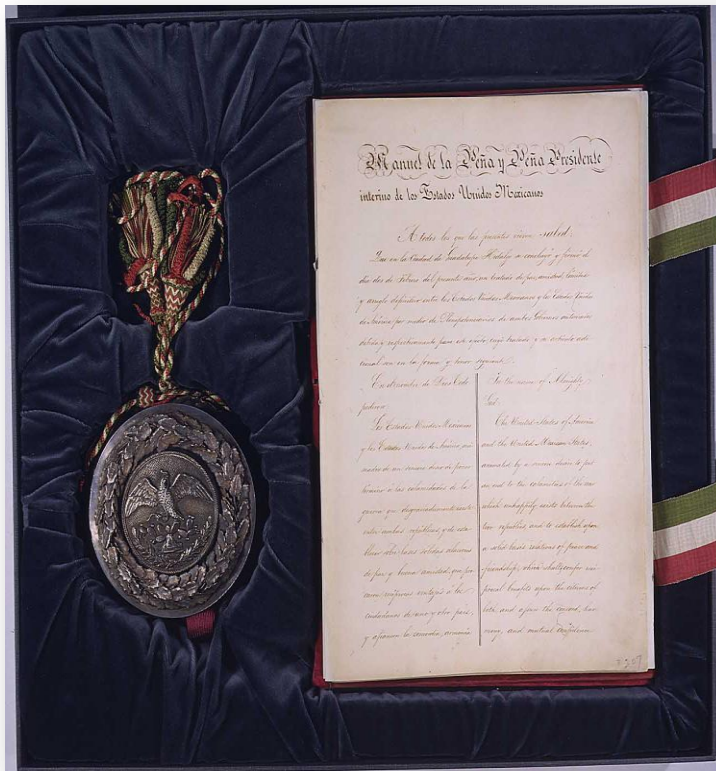 Manuel de la Peña y Peña Presidente
interino de los Estados Unidos Mexicanos
A todos los que las presentes vieren sabed:
Que en la Ciudad de Guadalupe Hidalgo se concluyó y firmó el
dia dos de Febrero del presente año, un tratado de paz, amistad, límites
y arreglo definitivo entre los Estados Unidos Mexicanos y los Estados Unidos
de América por medio de Plenipotenciarios de ambos Gobiernos autorizados
debida y respectivamente para este efecto, cuyo tratado y su artículo adi-
cional son en la forma y tenor siguiente.
En el nombre de Dios Todo
poderoso
Los Estados Unidos Mexicanos
y los Estados Unidos de América, ani-
mados de un sincero deseo de poner
término á las calamidades de la
guerra que desgraciadamente existe
entre ambas repúblicas, y de esta-
blecer sobre bases sólidas relaciones
de paz y buena amistad, que pro-
curen recíprocas ventajas á los
ciudadanos de uno y otro pais,
y afiancen la concordia, armonía
In the name of Almighty
God:
The United States of America
and the United Mexican States,
animated by a sincere desire to put
an end to the calamities of the war
which unhappily exists between the
two republics, and to establish upon
a solid basis relations of peace and
friendship, which shall confer reci-
procal benefits upon the citizens of
both, and assure the concord, har-
mony, and mutual confidence